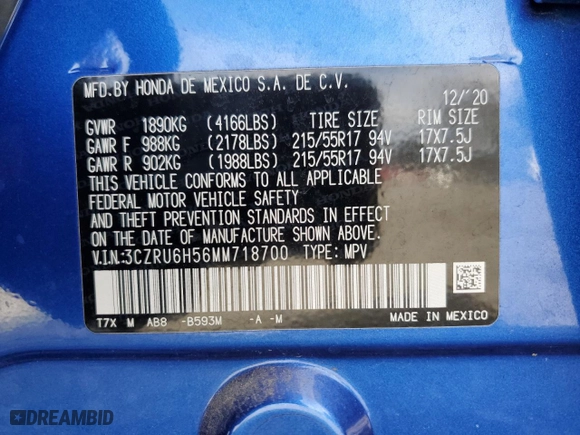 MFD.BY HONDA DE MEXICO S.A. DE C.V.
12/'20
GVWR 1890KG (4166LBS) TIRE SIZE RIM SIZE
GAWR F 988KG (2178LBS) 215/55R17 94V 17X7.5J
GAWR R 902KG (1988LBS) 215/55R17 94V 17X7.5J
THIS VEHICLE CONFORMS TO ALL APPLICABLE
FEDERAL MOTOR VEHICLE SAFETY
AND THEFT PREVENTION STANDARDS IN EFFECT
ON THE DATE OF MANUFACTURE SHOWN ABOVE.
V.I.N:3CZRU6H56MM718700 TYPE: MPV
T7X M AB8 -B593M -A -M
MADE IN MEXICO
DREAMBID